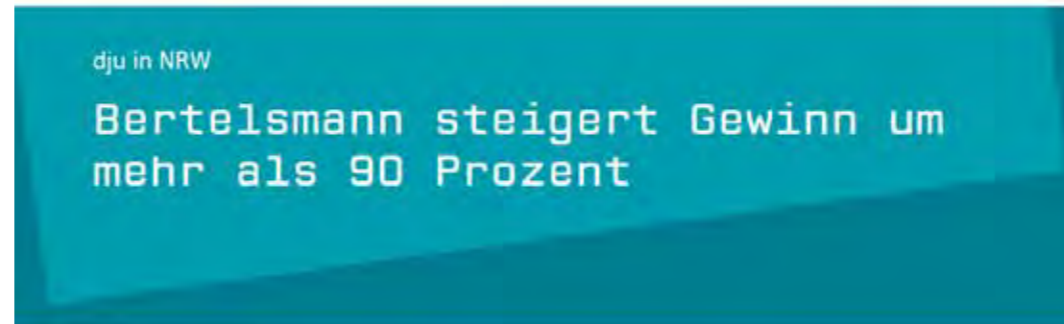 dju in NRW
Bertelsmann steigert Gewinn um
mehr als 90 Prozent